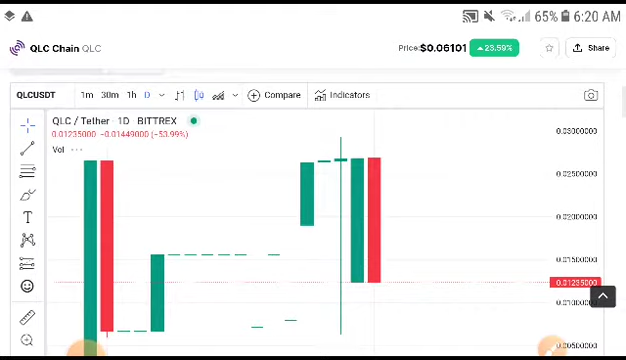 65% 6:20 AM
QLC Chain QLC Price:$0.06101 23.59% Share
QLCUSDT 1m 30m 1h D Compare Indicators
QLC / Tether · 1D · BITTREX
0.01235000 −0.01449000 (−53.99%)
Vol
T
0.03000000
0.02500000
0.02000000
0.01500000
0.01235000
0.01000000
0.00500000